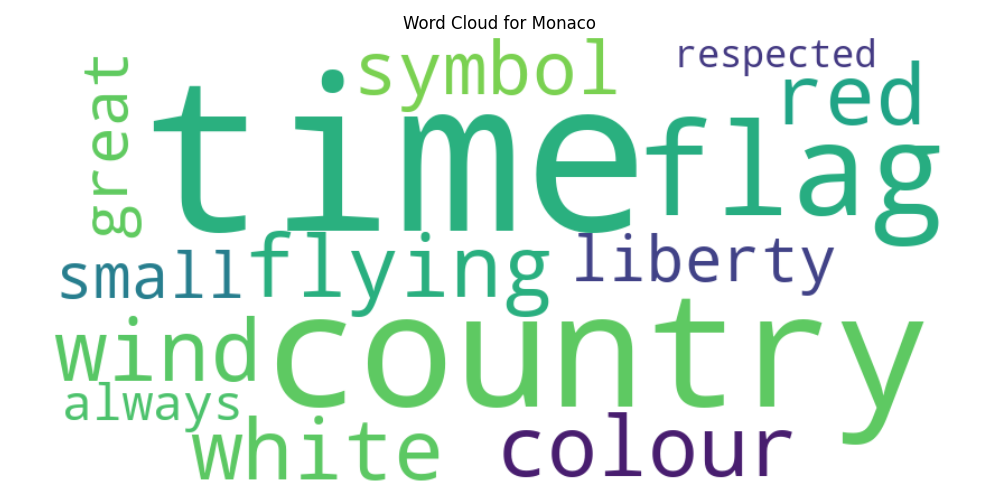 Word Cloud for Monaco
great
time
symbol
respected
red
flag
small
flying
liberty
wind
country
always
white
colour